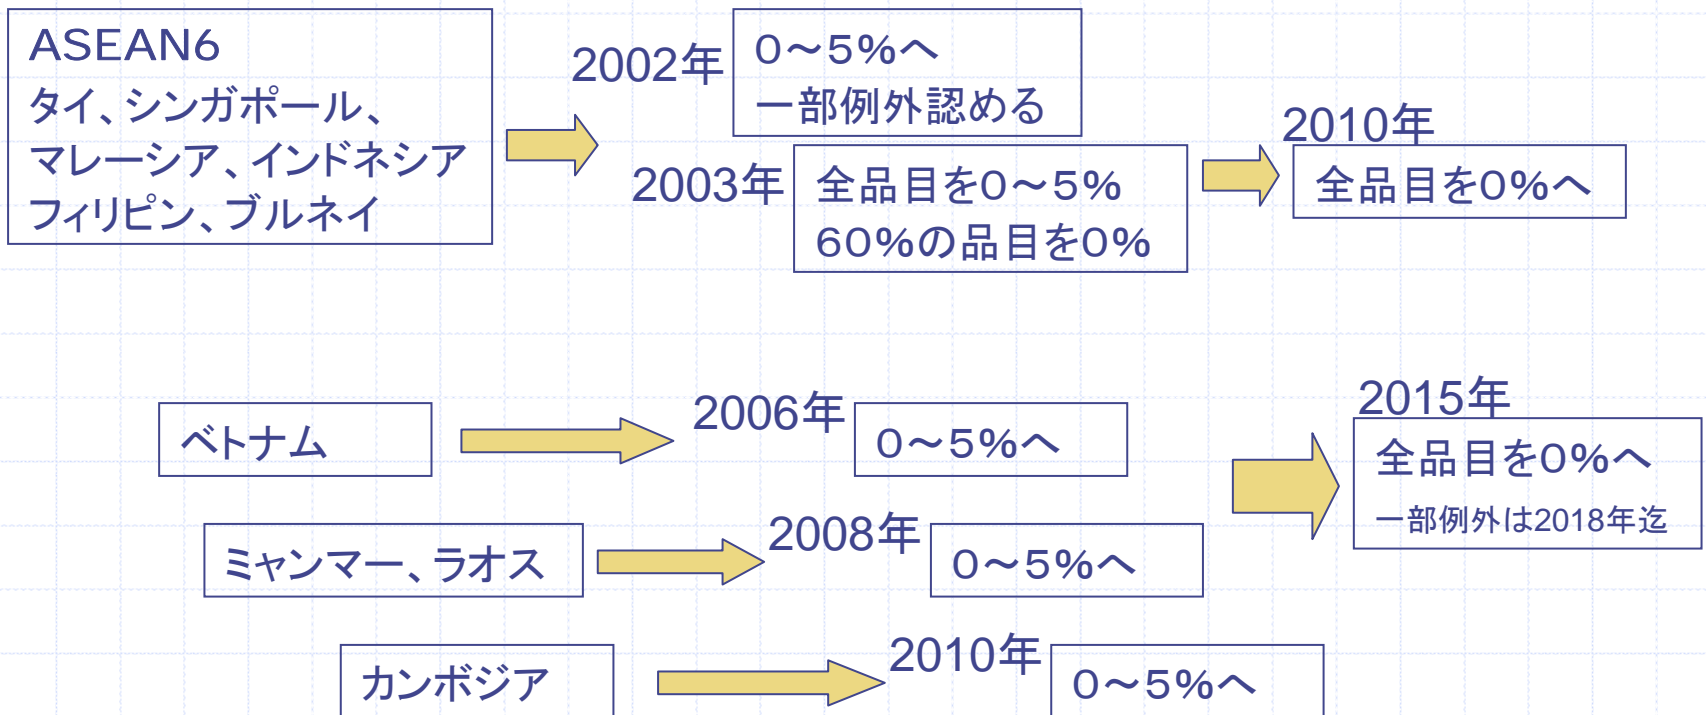 ASEAN6
タイ、シンガポール、
マレーシア、インドネシア
フィリピン、ブルネイ
2002年
0～5%へ
一部例外認める
2003年
全品目を0～5%
60%の品目を0%
2010年
全品目を0%へ
ベトナム
2006年
0～5%へ
ミャンマー、ラオス
2008年
0～5%へ
カンボジア
2010年
0～5%へ
2015年
全品目を0%へ
一部例外は2018年迄